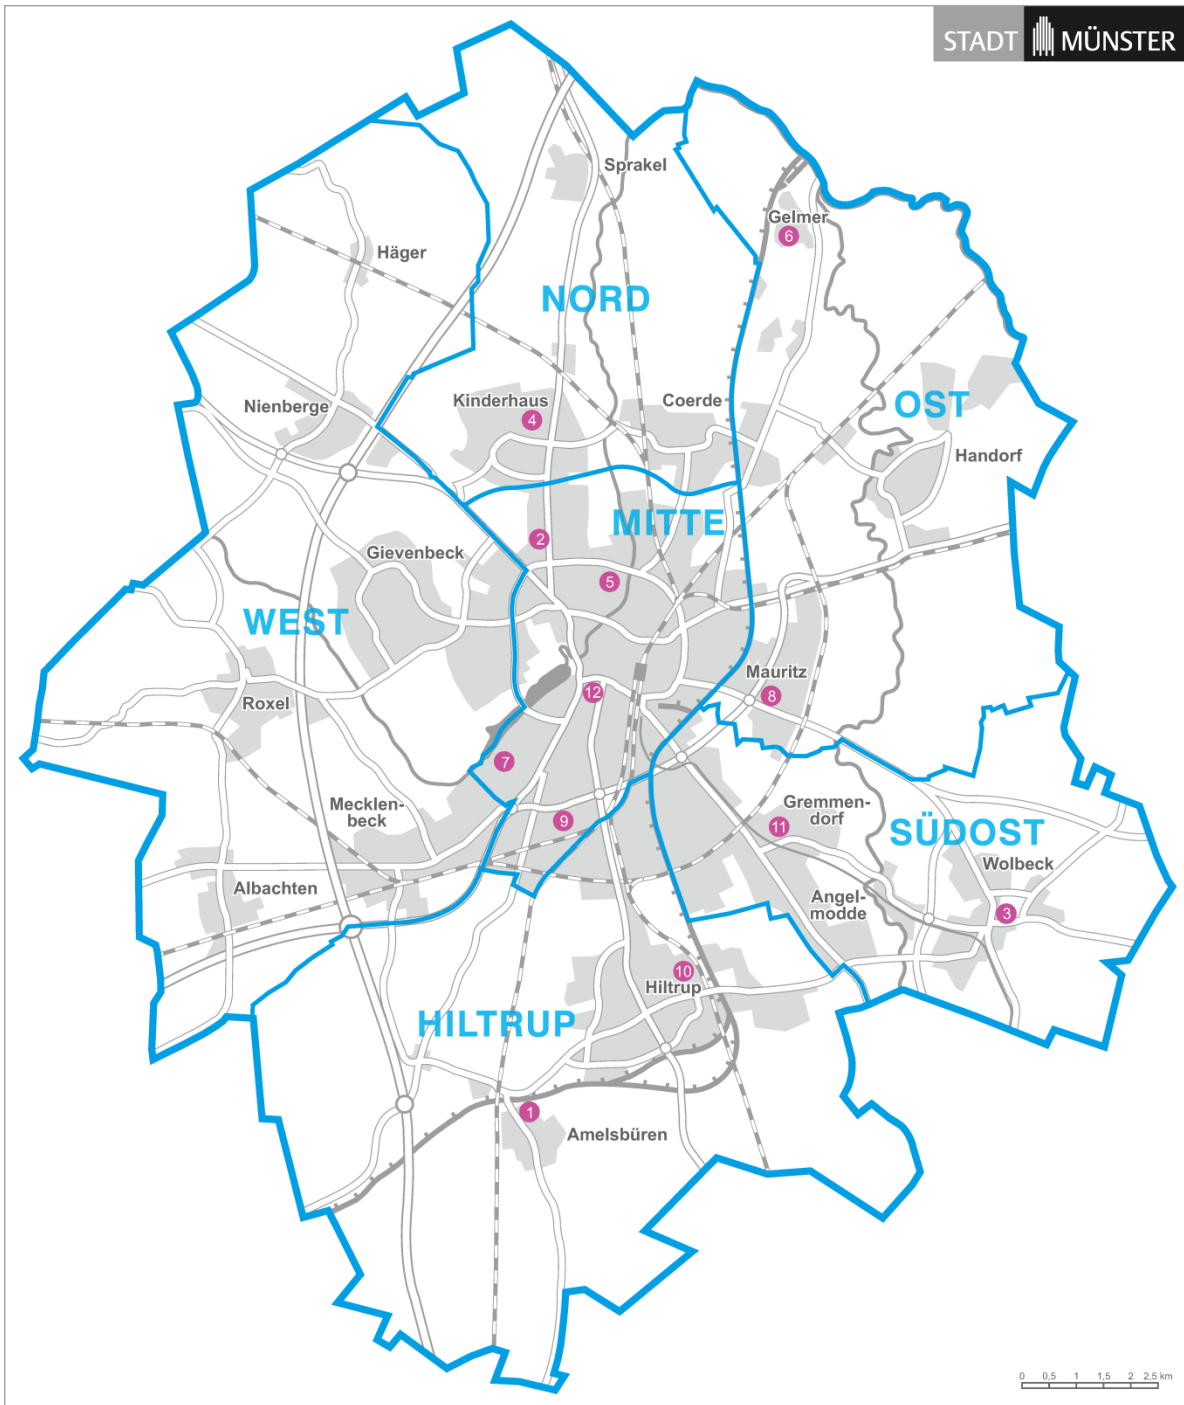 STADT MÜNSTER
Sprakel
Gelmer
6
Häger
NORD
Kinderhaus
4
Coerde
OST
Nienberge
Handorf
MITTE
2
Gievenbeck
5
WEST
Mauritz
8
12
Roxel
7
Mecklen-
beck
9
Gremmen-
dorf
11
SÜDOST
Wolbeck
3
Albachten
Angel-
modde
10
Hiltrup
HILTRUP
1
Amelsbüren
0 0,5 1 1,5 2 2,5 km